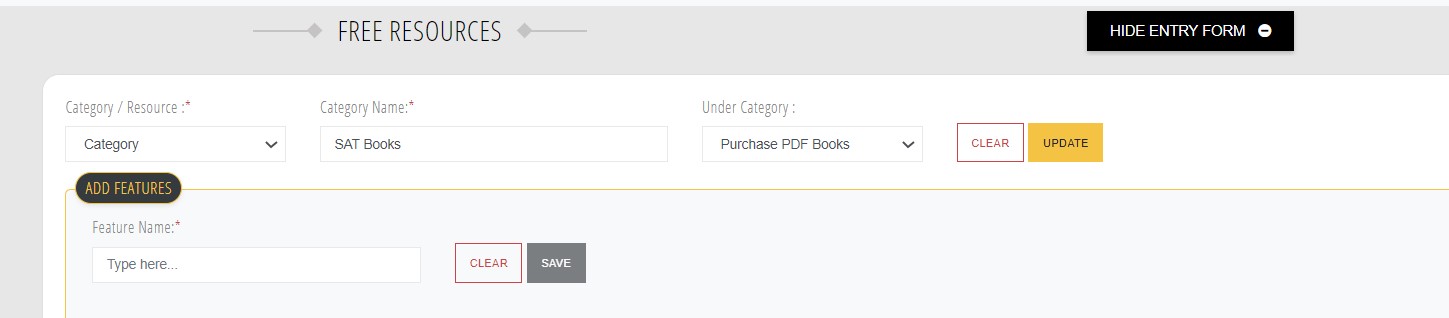 FREE RESOURCES
HIDE ENTRY FORM
Category / Resource :* Category Name:* Under Category :
Category SAT Books Purchase PDF Books CLEAR UPDATE
ADD FEATURES
Feature Name:*
Type here... CLEAR SAVE